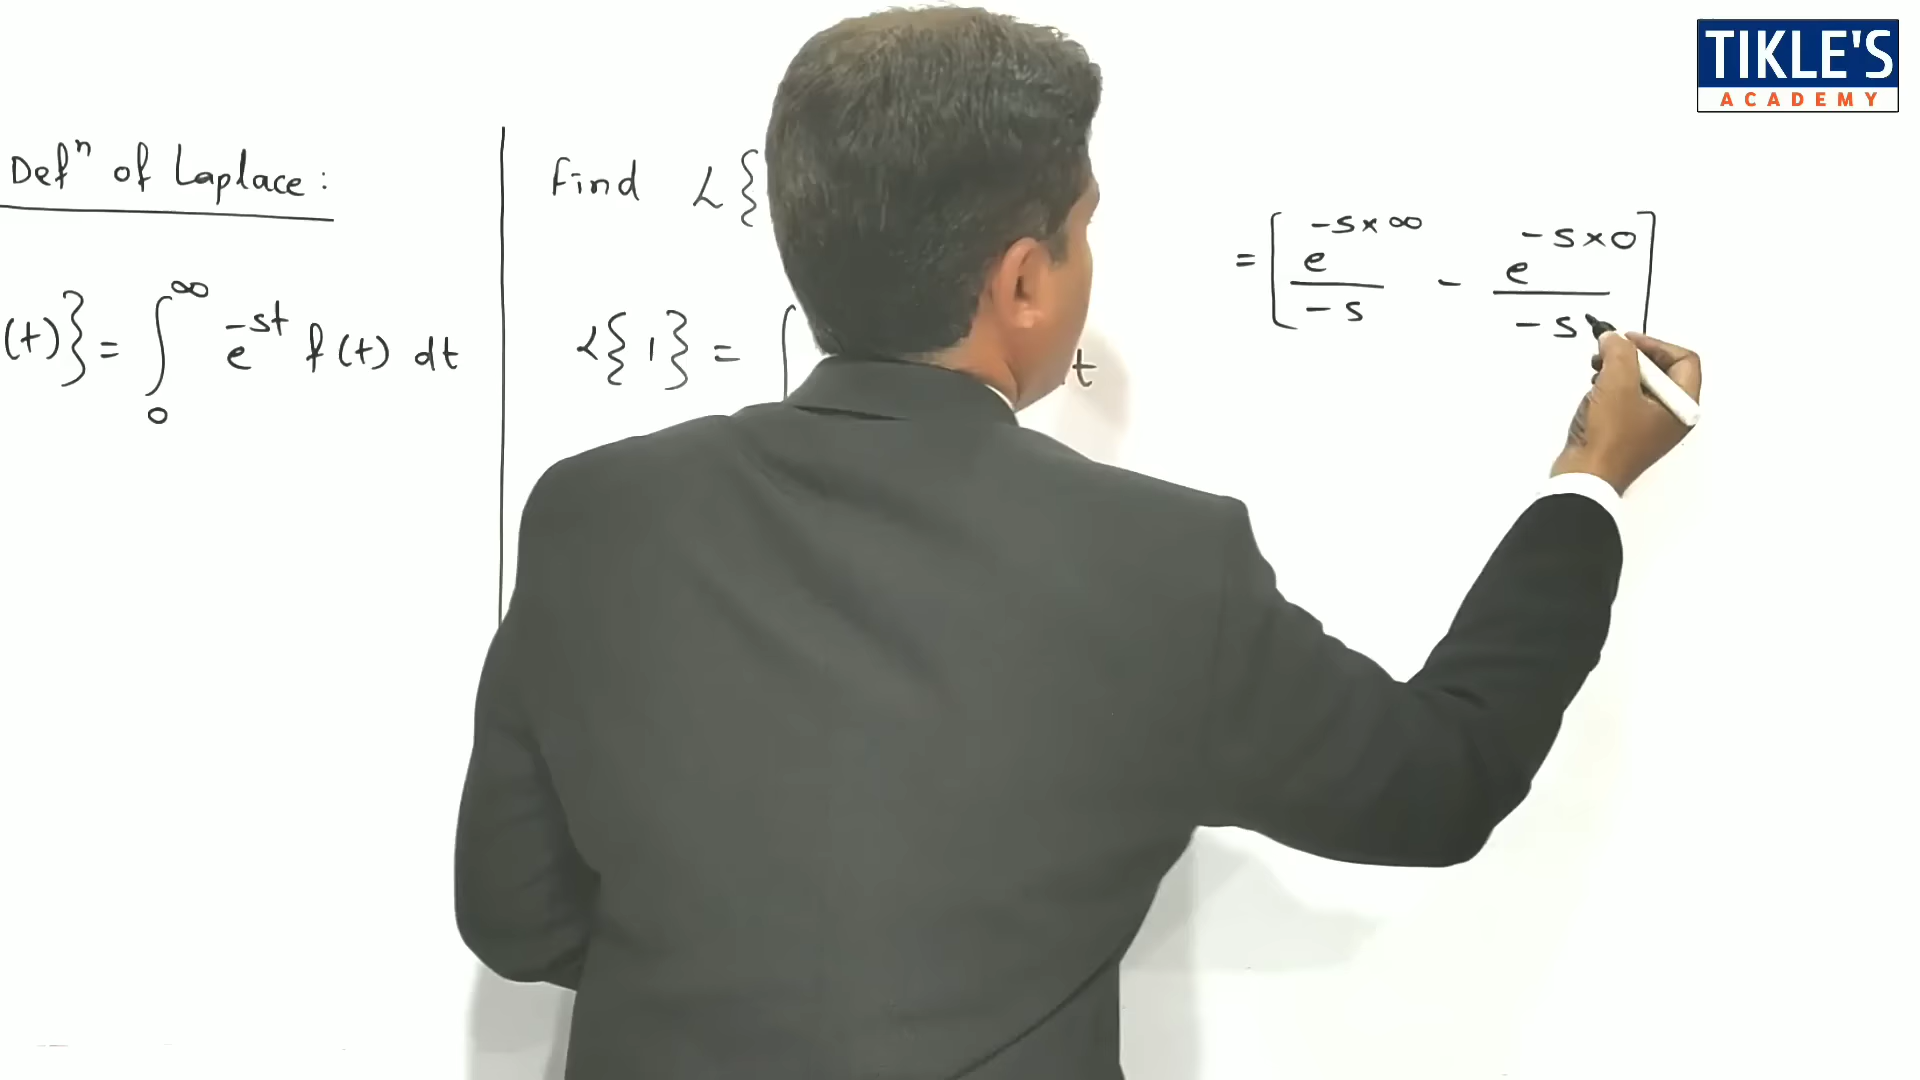 TIKLE'S
ACADEMY
Defⁿ of Laplace:
(t)} = ∫₀^∞ e^{-st} f(t) dt
Find L{
L{1} = ∫ t
= [ e^{-s×∞} / -s - e^{-s×0} / -s ]